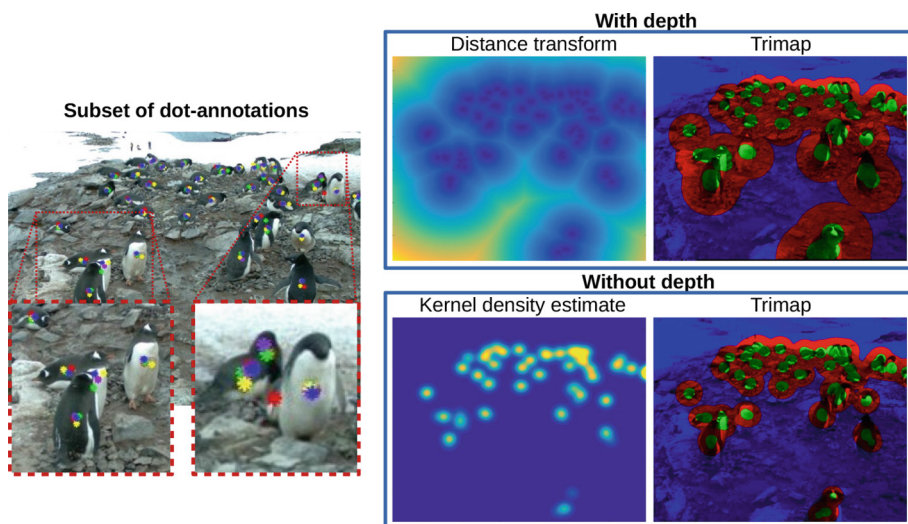 Subset of dot-annotations
With depth
Distance transform
Trimap
Without depth
Kernel density estimate
Trimap